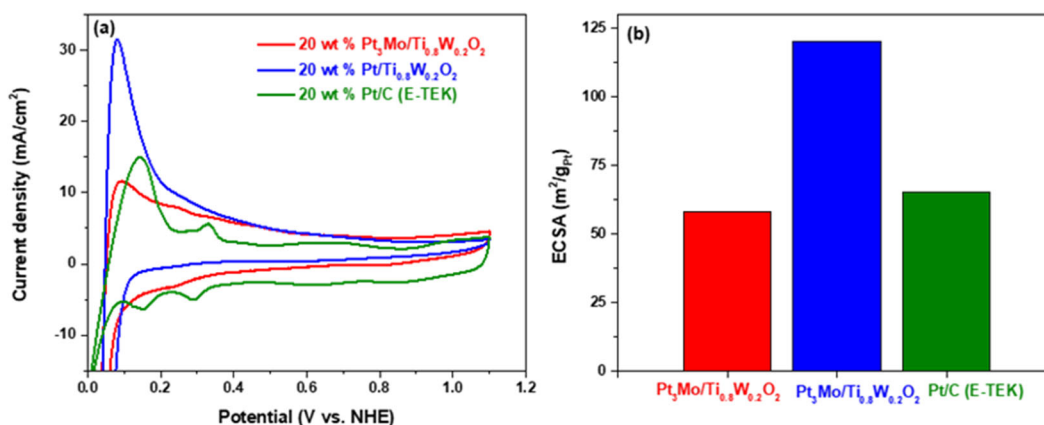 (a)
20 wt % Pt₃Mo/Ti₀.₈W₀.₂O₂
20 wt % Pt/Ti₀.₈W₀.₂O₂
20 wt % Pt/C (E-TEK)
30
20
10
0
-10
Current density (mA/cm²)
0.0 0.2 0.4 0.6 0.8 1.0 1.2
Potential (V vs. NHE)
(b)
125
100
75
50
25
0
ECSA (m²/gPt)
Pt₃Mo/Ti₀.₈W₀.₂O₂ Pt₃Mo/Ti₀.₈W₀.₂O₂ Pt/C (E-TEK)